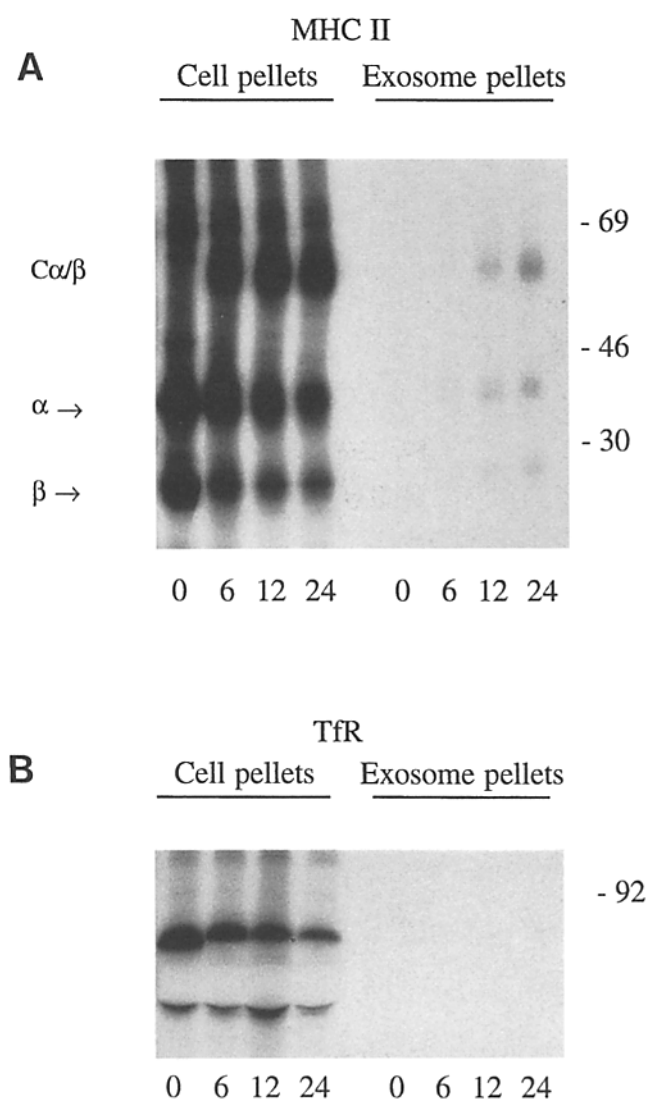 MHC II
A
Cell pellets Exosome pellets
- 69
Cα/β
- 46
α →
- 30
β →
0 6 12 24 0 6 12 24
TfR
B
Cell pellets Exosome pellets
- 92
0 6 12 24 0 6 12 24